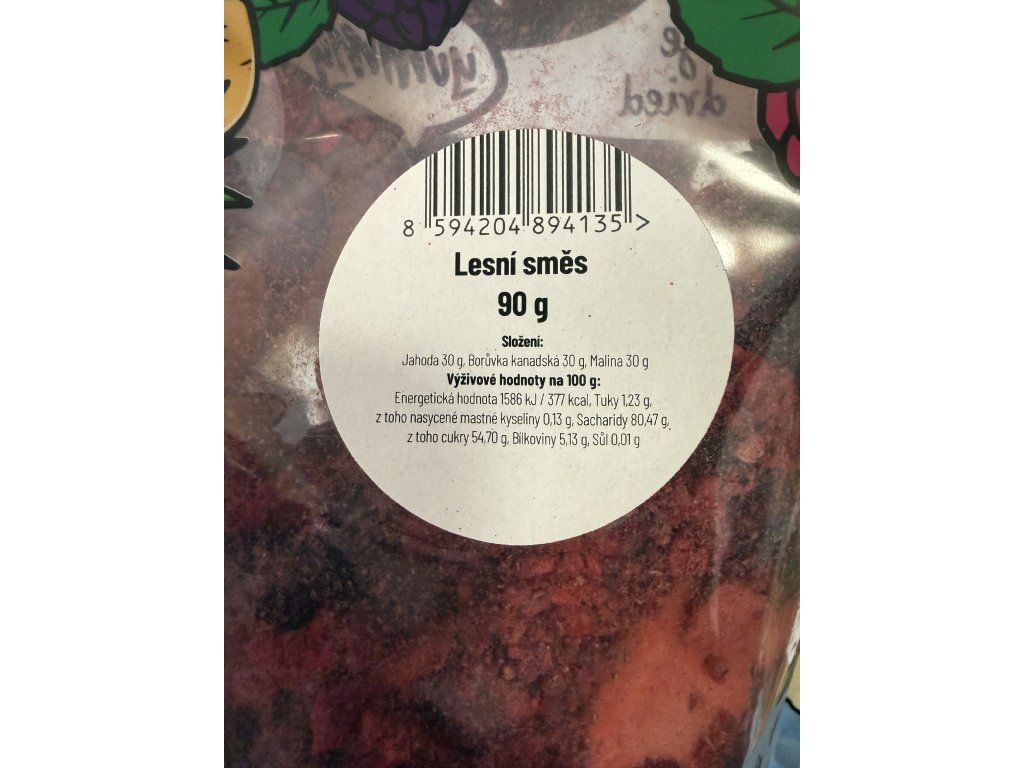 yummy
ge
dried
8 594204 894135 >
Lesní směs
90 g
Složení:
Jahoda 30 g, Borůvka kanadská 30 g, Malina 30 g
Výživové hodnoty na 100 g:
Energetická hodnota 1586 kJ / 377 kcal, Tuky 1,23 g,
z toho nasycené mastné kyseliny 0,13 g, Sacharidy 80,47 g,
z toho cukry 54,70 g, Bílkoviny 5,13 g, Sůl 0,01 g